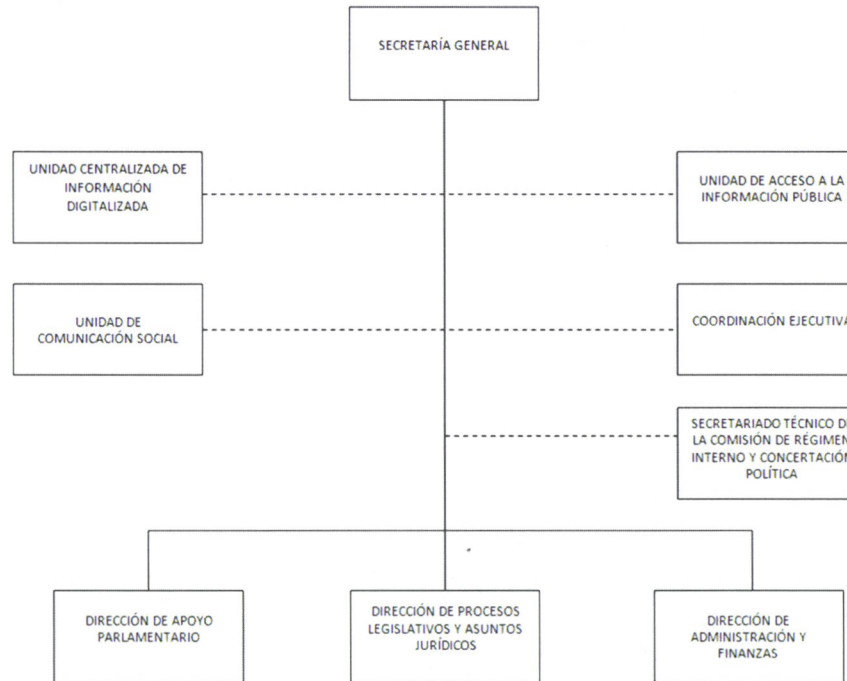 SECRETARÍA GENERAL
UNIDAD CENTRALIZADA DE
INFORMACIÓN
DIGITALIZADA
UNIDAD DE ACCESO A LA
INFORMACIÓN PÚBLICA
UNIDAD DE
COMUNICACIÓN SOCIAL
COORDINACIÓN EJECUTIVA
SECRETARIADO TÉCNICO DE
LA COMISIÓN DE RÉGIMEN
INTERNO Y CONCERTACIÓN
POLÍTICA
DIRECCIÓN DE APOYO
PARLAMENTARIO
DIRECCIÓN DE PROCESOS
LEGISLATIVOS Y ASUNTOS
JURÍDICOS
DIRECCIÓN DE
ADMINISTRACIÓN Y
FINANZAS